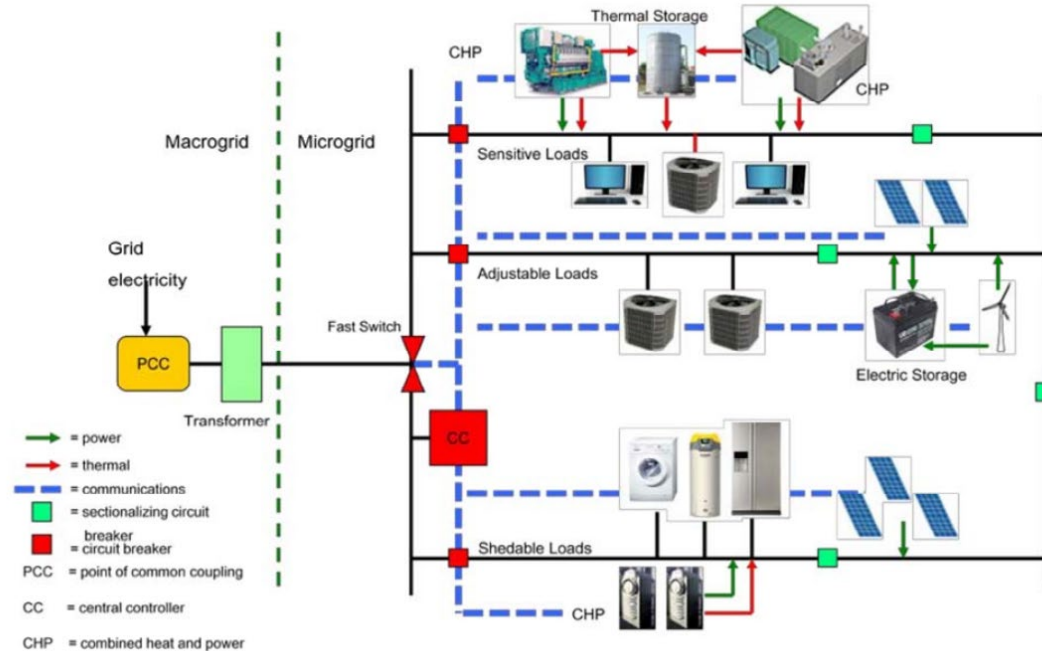 Thermal Storage
CHP
CHP
Macrogrid
Microgrid
Sensitive Loads
Grid
electricity
Adjustable Loads
Fast Switch
PCC
Electric Storage
Transformer
CC
= power
= thermal
= communications
= sectionalizing circuit
breaker
= circuit breaker
Shedable Loads
PCC = point of common coupling
CC = central controller
CHP
CHP = combined heat and power